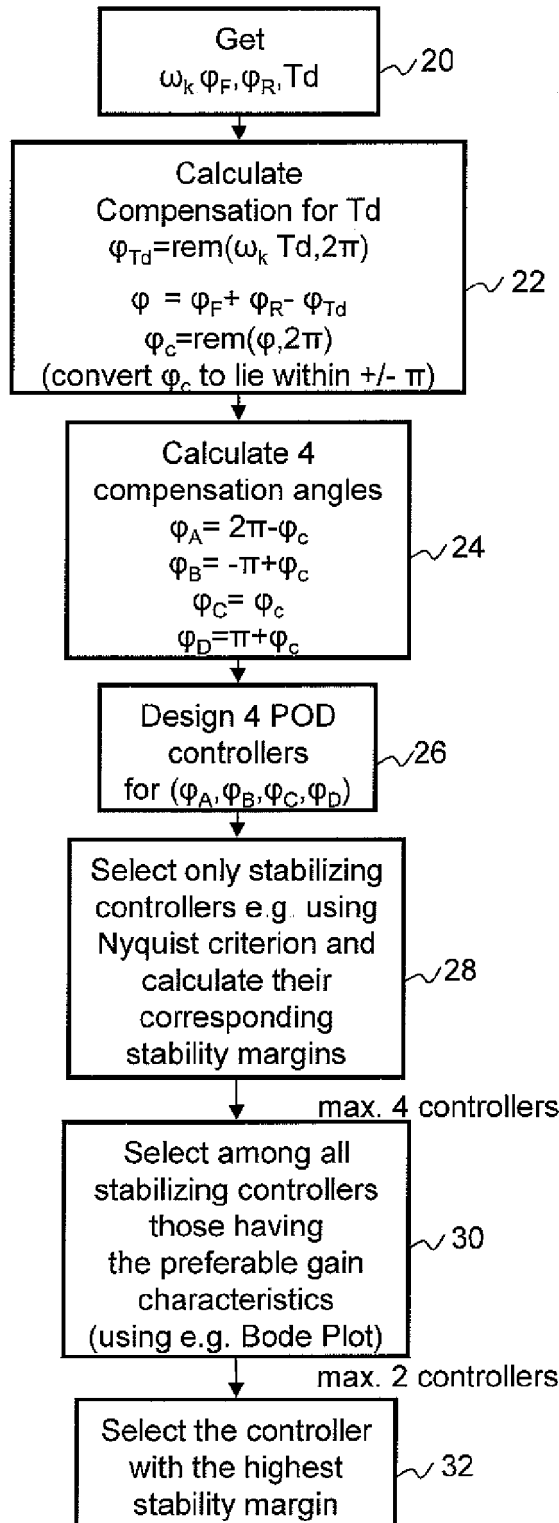 Get
ω_k φ_F, φ_R, Td
20
Calculate
Compensation for Td
φ_Td=rem(ω_k Td,2π)
φ = φ_F+ φ_R- φ_Td
φ_c=rem(φ,2π)
(convert φ_c to lie within +/- π)
22
Calculate 4
compensation angles
φ_A= 2π-φ_c
φ_B= -π+φ_c
φ_C= φ_c
φ_D=π+φ_c
24
Design 4 POD
controllers
for (φ_A,φ_B,φ_C,φ_D)
26
Select only stabilizing
controllers e.g. using
Nyquist criterion and
calculate their
corresponding
stability margins
28
max. 4 controllers
Select among all
stabilizing controllers
those having
the preferable gain
characteristics
(using e.g. Bode Plot)
30
max. 2 controllers
Select the controller
with the highest
stability margin
32